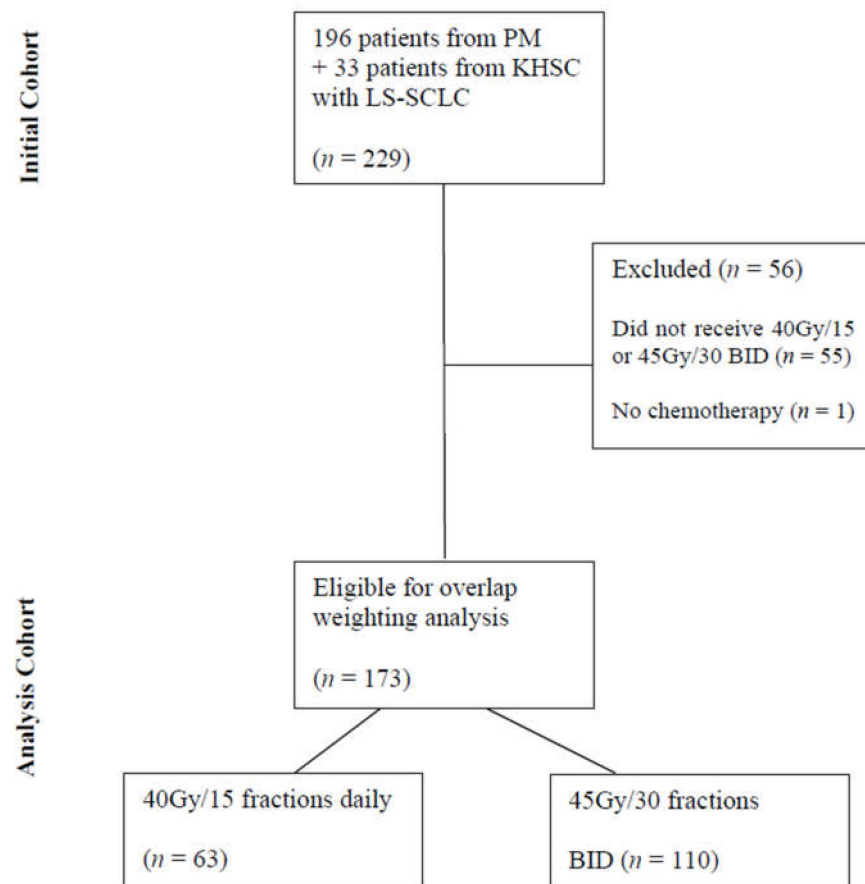 Initial Cohort
196 patients from PM
+ 33 patients from KHSC
with LS-SCLC
(n = 229)
Excluded (n = 56)
Did not receive 40Gy/15
or 45Gy/30 BID (n = 55)
No chemotherapy (n = 1)
Analysis Cohort
Eligible for overlap
weighting analysis
(n = 173)
40Gy/15 fractions daily
(n = 63)
45Gy/30 fractions
BID (n = 110)